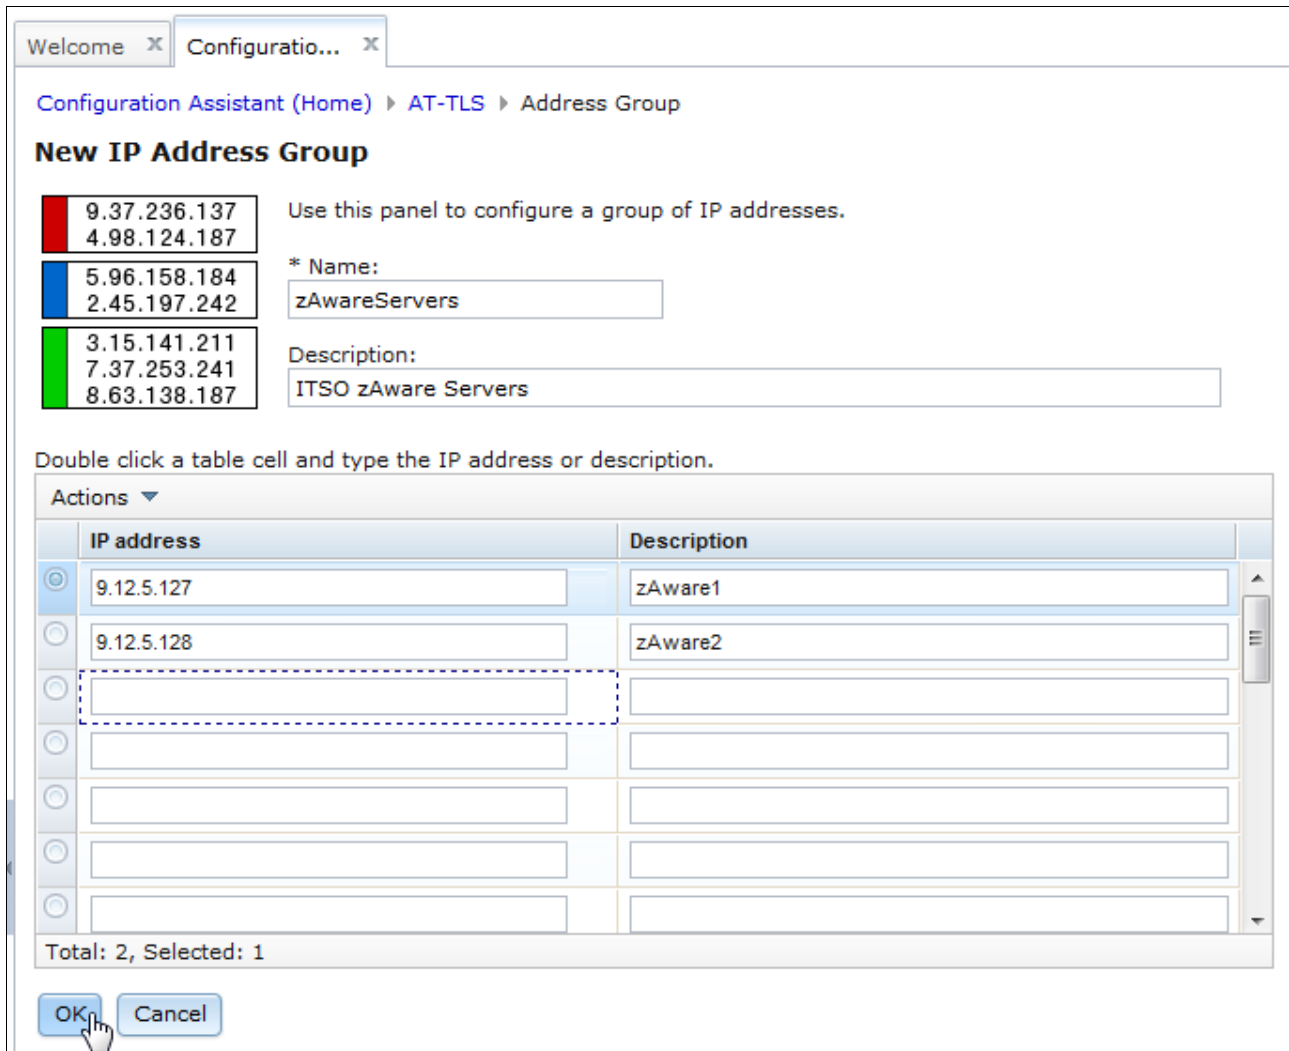 Welcome x Configuratio... x
Configuration Assistant (Home) AT-TLS Address Group
New IP Address Group
9.37.236.137
4.98.124.187
5.96.158.184
2.45.197.242
3.15.141.211
7.37.253.241
8.63.138.187
Use this panel to configure a group of IP addresses.
* Name:
zAwareServers
Description:
ITSO zAware Servers
Double click a table cell and type the IP address or description.
Actions
IP address Description
9.12.5.127 zAware1
9.12.5.128 zAware2
Total: 2, Selected: 1
OK Cancel